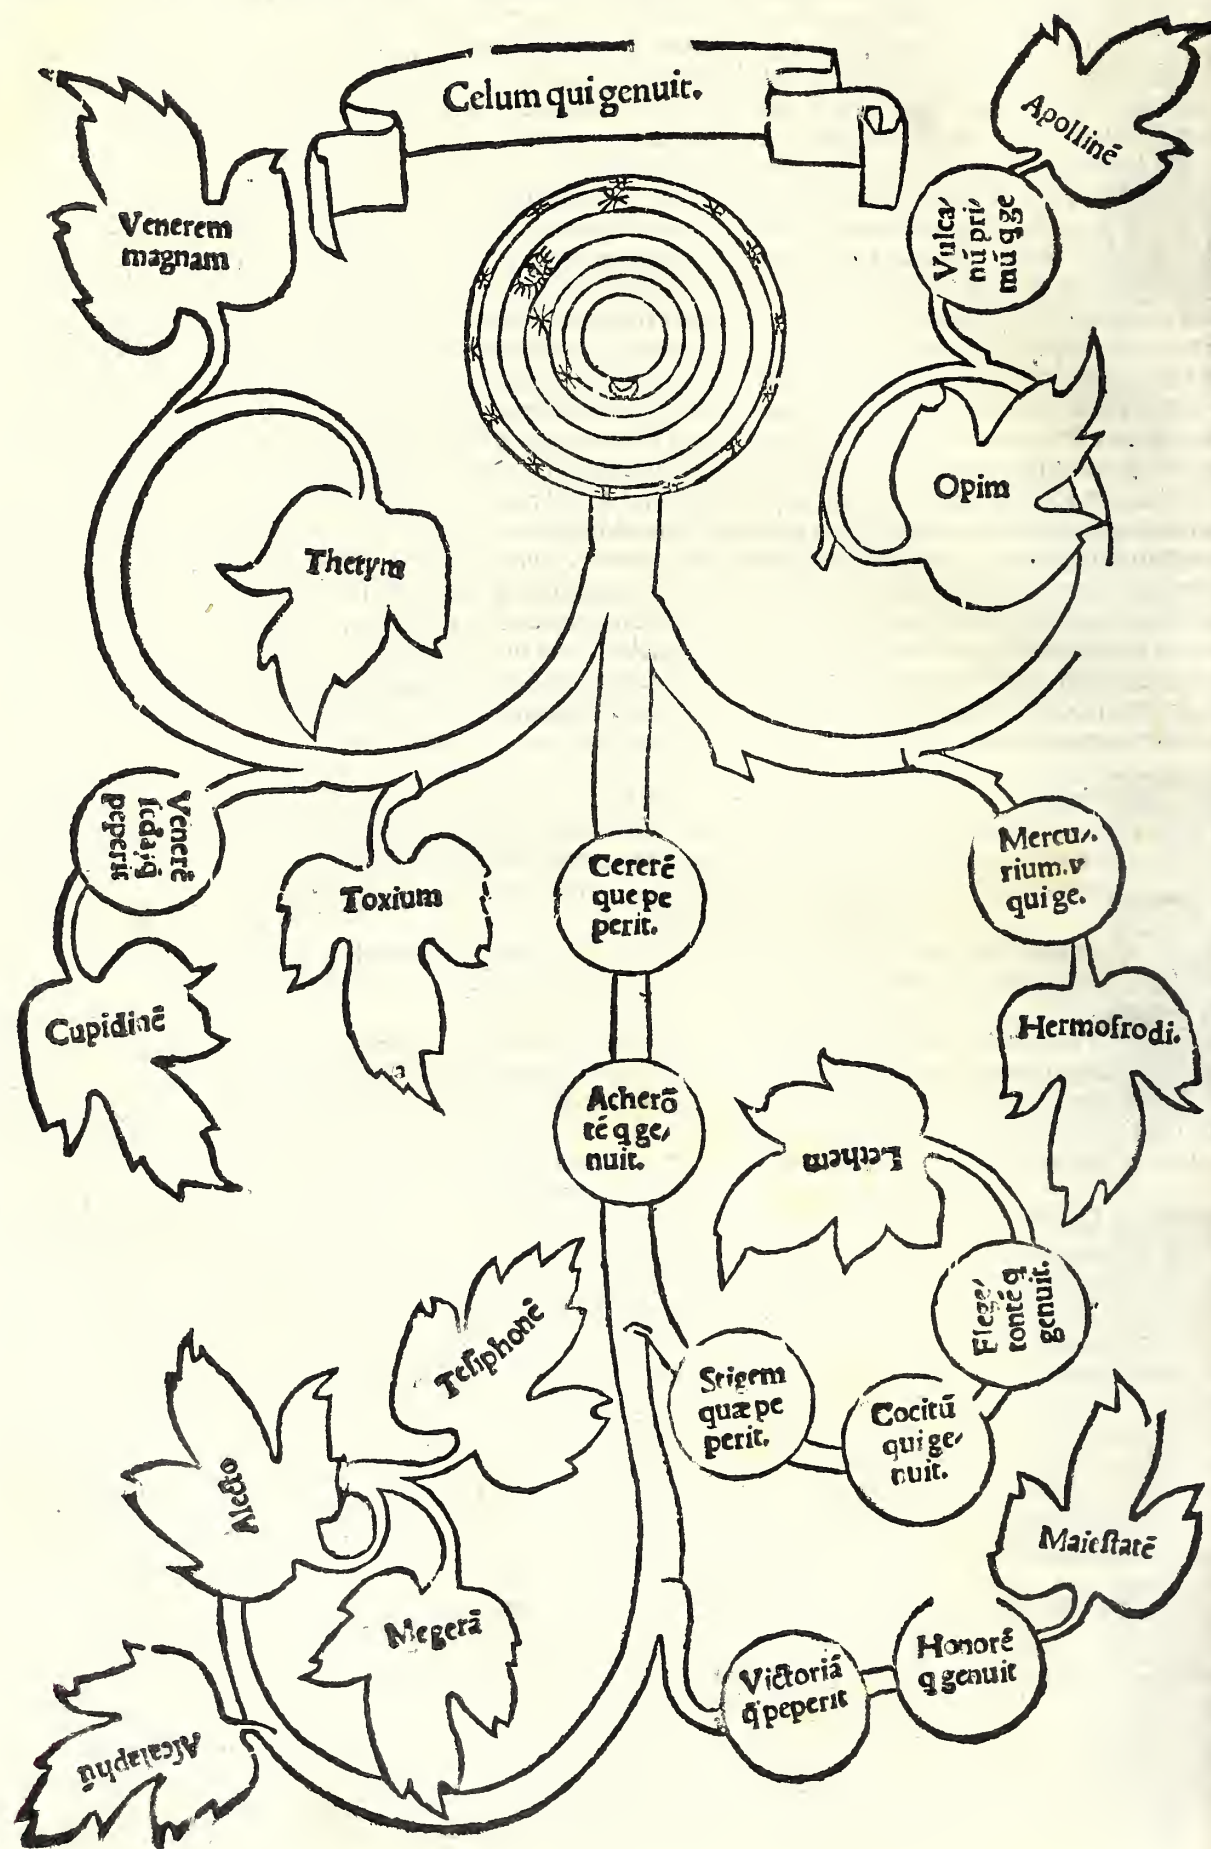 Celum qui genuit.
Apollinē
Vulca/
nū pri/
mū q ge
Venerem
magnam
Opim
Thetym
Venerē
scđa; q̄
peperit
Toxium
Cererē
que pe
perit.
Mercu/.
rium.v
qui ge.
Cupidinē
Hermofrodi.
Acherō
tē q ge/
nuit.
Lethem
Flege/
rontē q
genuit.
Tesiphonē
Stigem
quæ pe
perit.
Cocitū
qui ge/
nuit.
Alecto
Maiestatē
Megerā
Victoriā
q̄ peperit
Honorē
q genuit
Ascalaphū